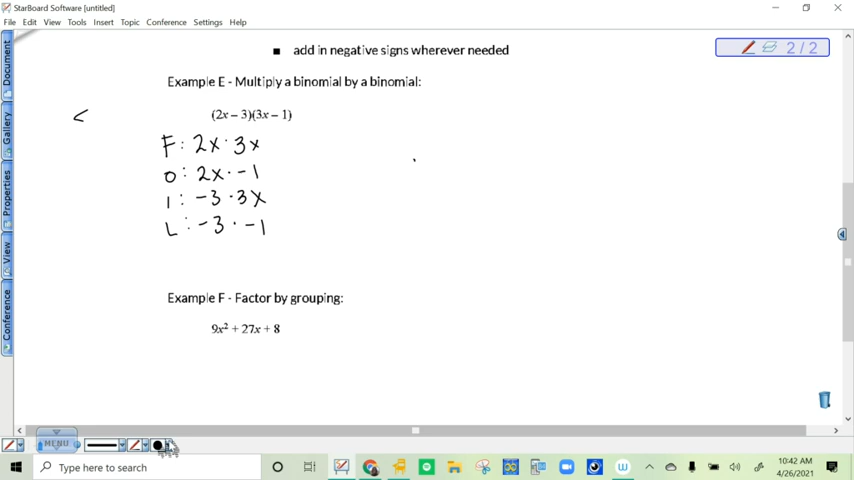 StarBoard Software [untitled]
File Edit View Tools Insert Topic Conference Settings Help
2/2
Document
Gallery
Properties
View
Conference
■ add in negative signs wherever needed
Example E - Multiply a binomial by a binomial:
<
(2x – 3)(3x – 1)
F: 2x · 3x
O: 2x · -1
I: -3 · 3x
L: -3 · -1
Example F - Factor by grouping:
9x² + 27x + 8
MENU
Type here to search
10:42 AM
4/26/2021